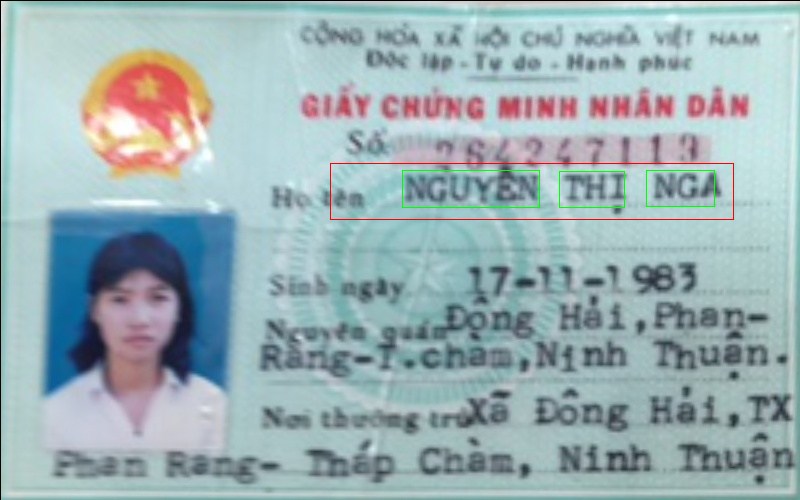 CỘNG HÒA XÃ HỘI CHỦ NGHĨA VIỆT NAM
Độc lập - Tự do - Hạnh phúc
GIẤY CHỨNG MINH NHÂN DÂN
Số 264247113
Họ tên NGUYỄN THỊ NGA
Sinh ngày 17-11-1983
Nguyên quán Đông Hải, Phan-
Rang-T.chàm, Ninh Thuận.
Nơi thường trú Xã Đông Hải, TX
Phan Rang- Tháp Chàm, Ninh Thuận